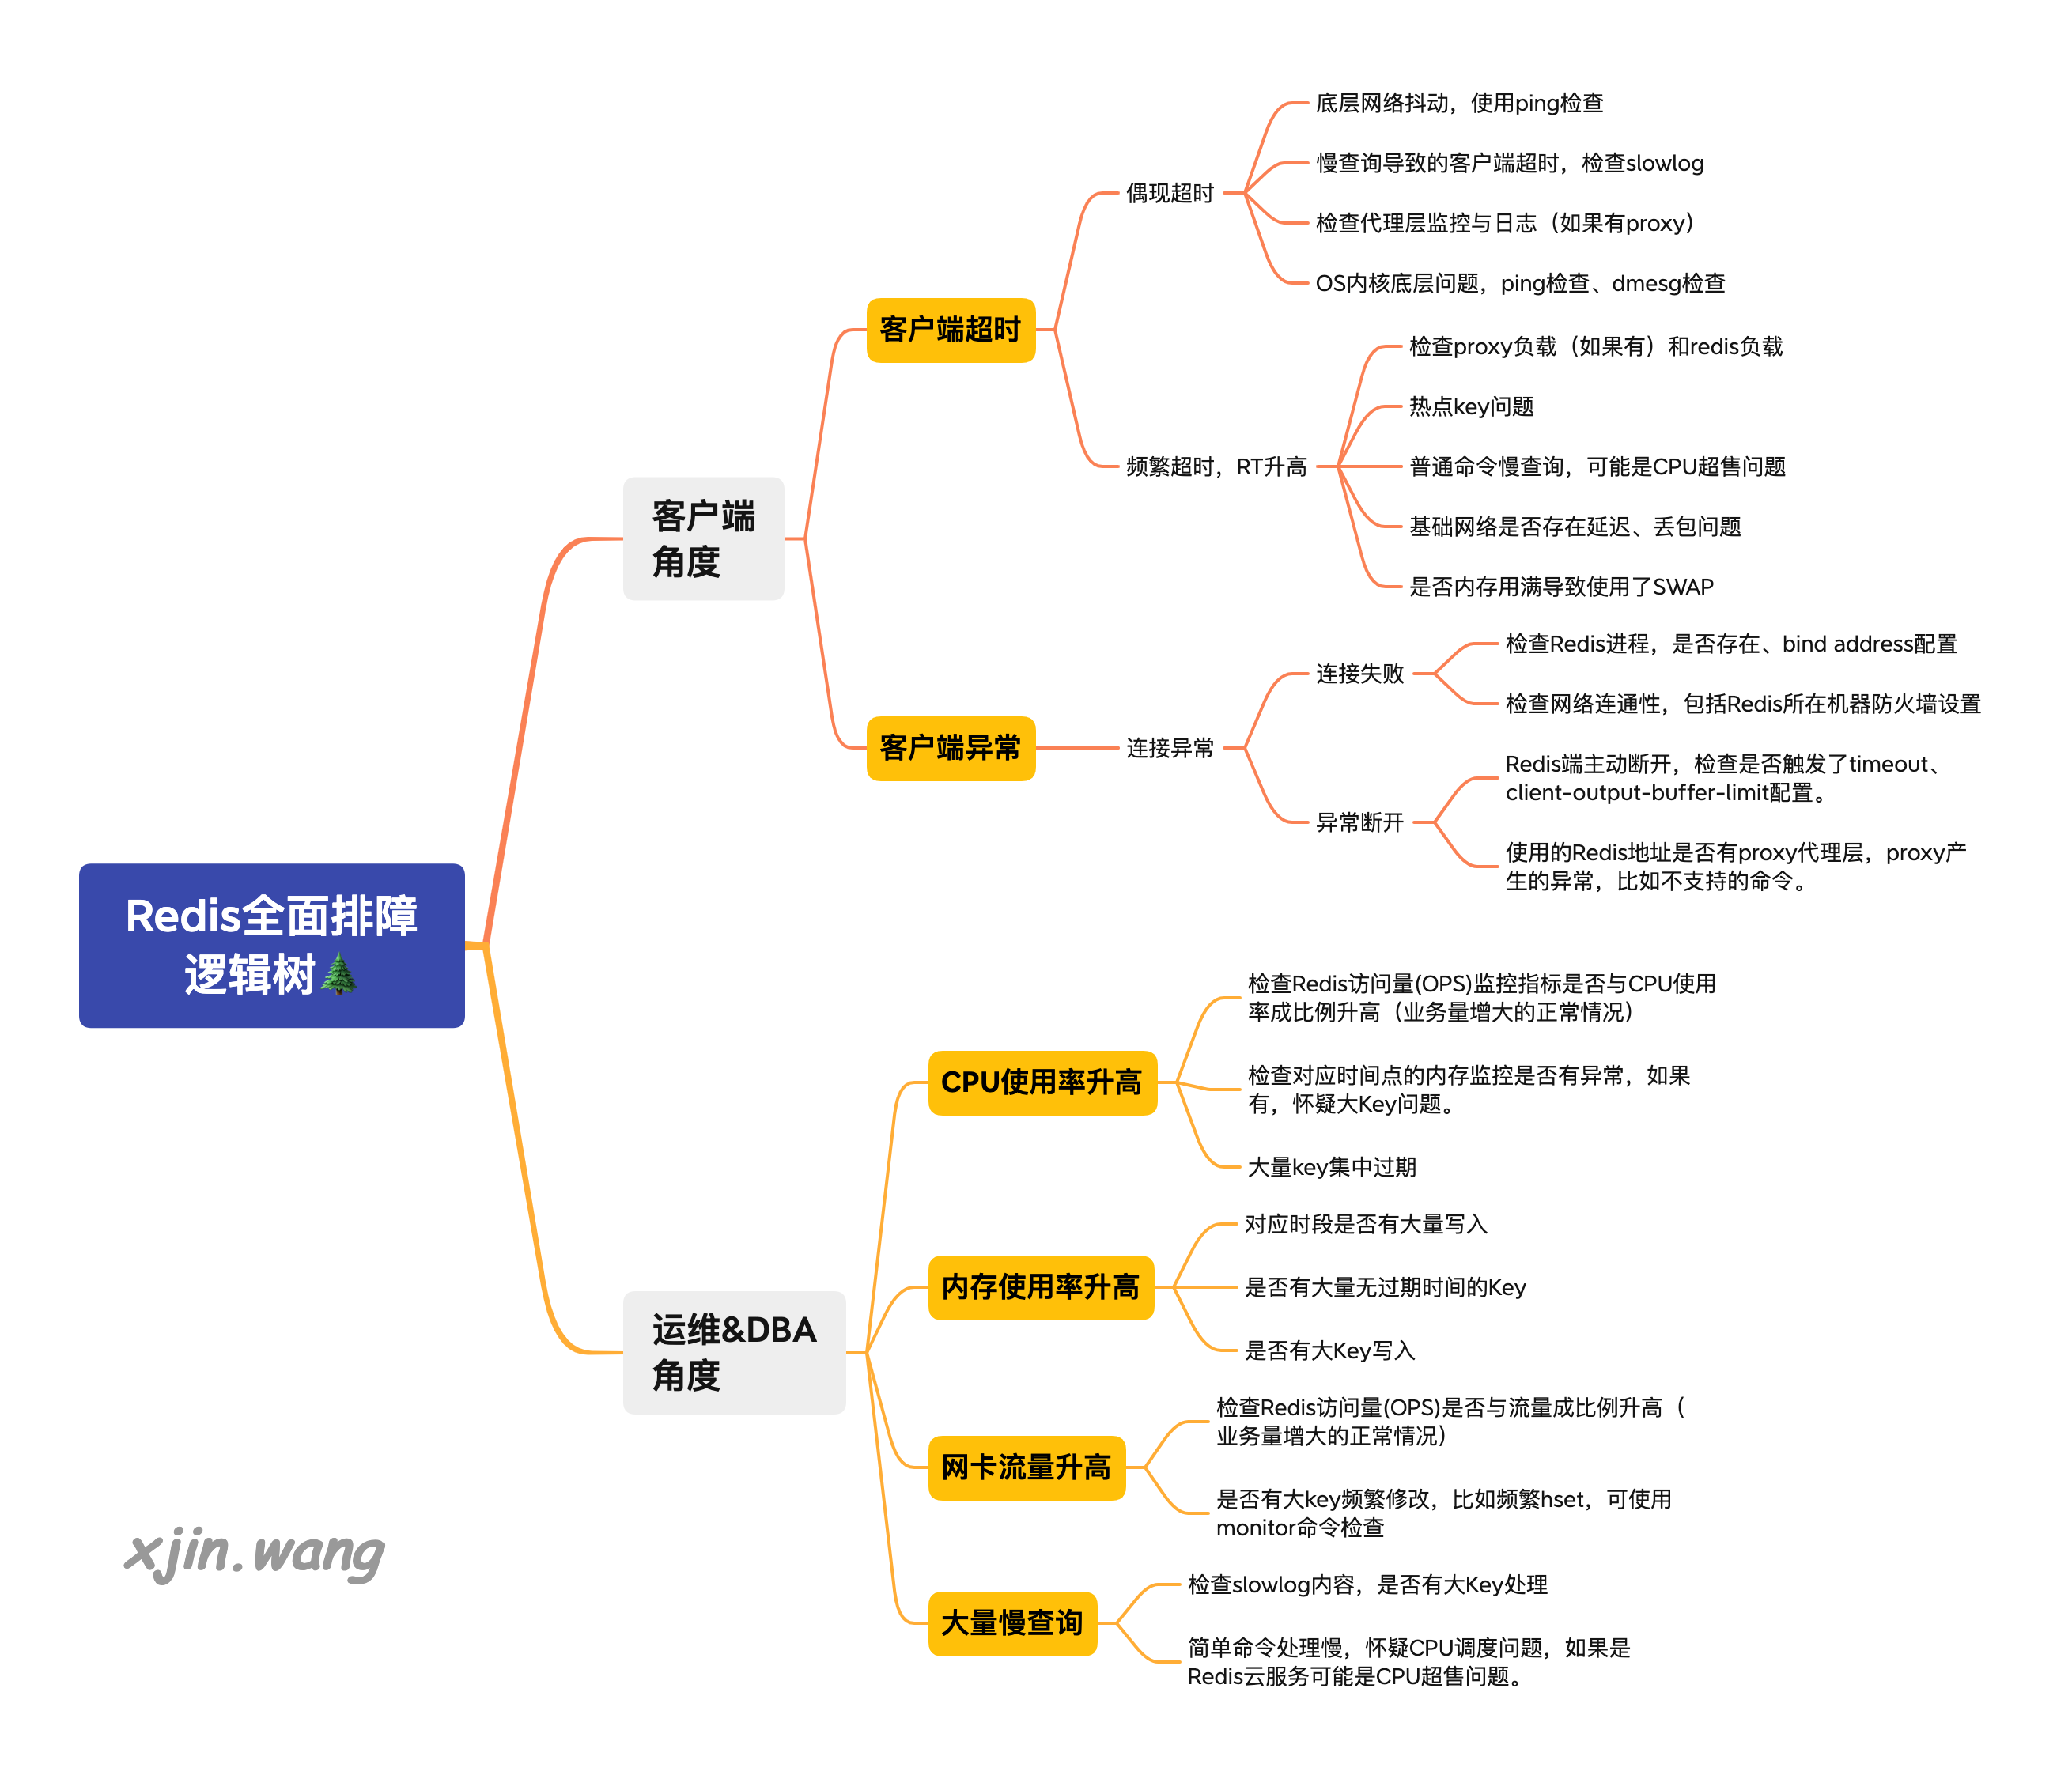 底层网络抖动，使用ping检查
慢查询导致的客户端超时，检查slowlog
偶现超时
检查代理层监控与日志（如果有proxy）
OS内核底层问题，ping检查、dmesg检查
客户端超时
检查proxy负载（如果有）和redis负载
热点key问题
频繁超时，RT升高
普通命令慢查询，可能是CPU超售问题
基础网络是否存在延迟、丢包问题
是否内存用满导致使用了SWAP
客户端
角度
检查Redis进程，是否存在、bind address配置
连接失败
检查网络连通性，包括Redis所在机器防火墙设置
客户端异常
连接异常
Redis端主动断开，检查是否触发了timeout、
client-output-buffer-limit配置。
异常断开
使用的Redis地址是否有proxy代理层，proxy产
生的异常，比如不支持的命令。
Redis全面排障
逻辑树🌲
检查Redis访问量(OPS)监控指标是否与CPU使用
率成比例升高（业务量增大的正常情况）
CPU使用率升高
检查对应时间点的内存监控是否有异常，如果
有，怀疑大Key问题。
大量key集中过期
对应时段是否有大量写入
内存使用率升高
是否有大量无过期时间的Key
是否有大Key写入
运维&DBA
角度
检查Redis访问量(OPS)是否与流量成比例升高（
业务量增大的正常情况）
网卡流量升高
是否有大key频繁修改，比如频繁hset，可使用
monitor命令检查
检查slowlog内容，是否有大Key处理
大量慢查询
简单命令处理慢，怀疑CPU调度问题，如果是
Redis云服务可能是CPU超售问题。
xjin.wang